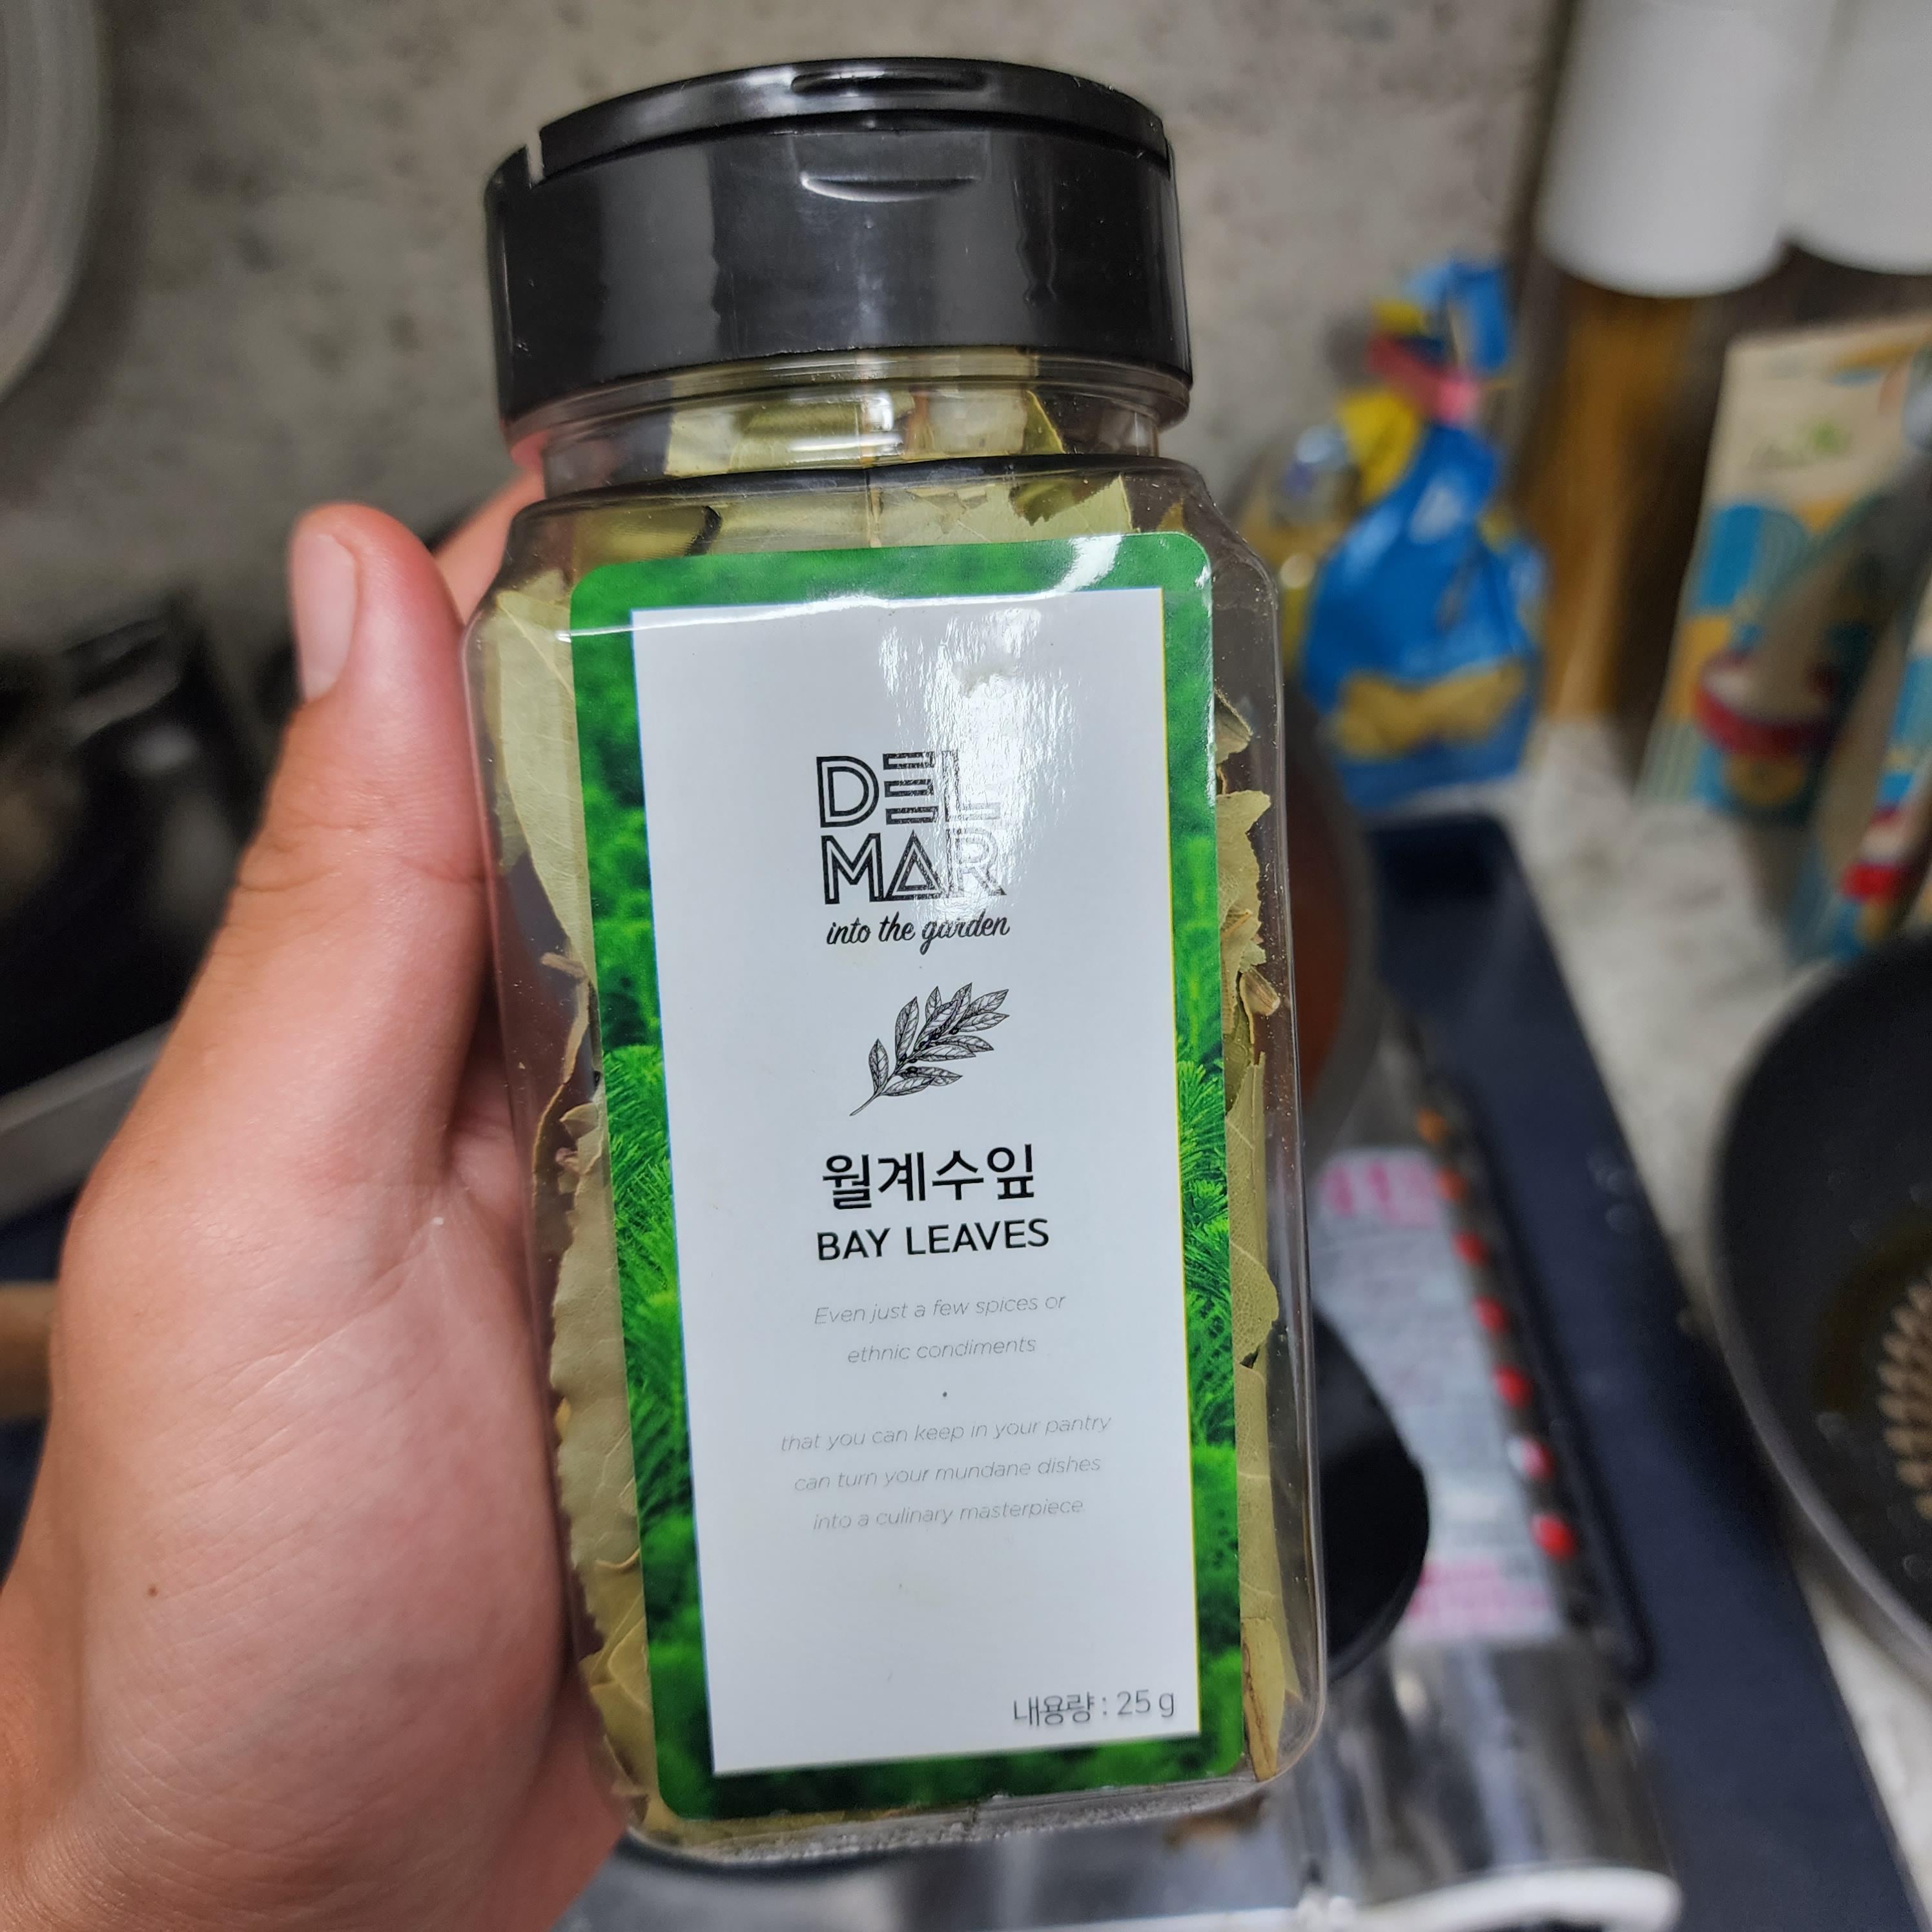 DEL
MAR
into the garden
월계수잎
BAY LEAVES
Even just a few spices or
ethnic condiments
that you can keep in your pantry
can turn your mundane dishes
into a culinary masterpiece
내용량 : 25 g